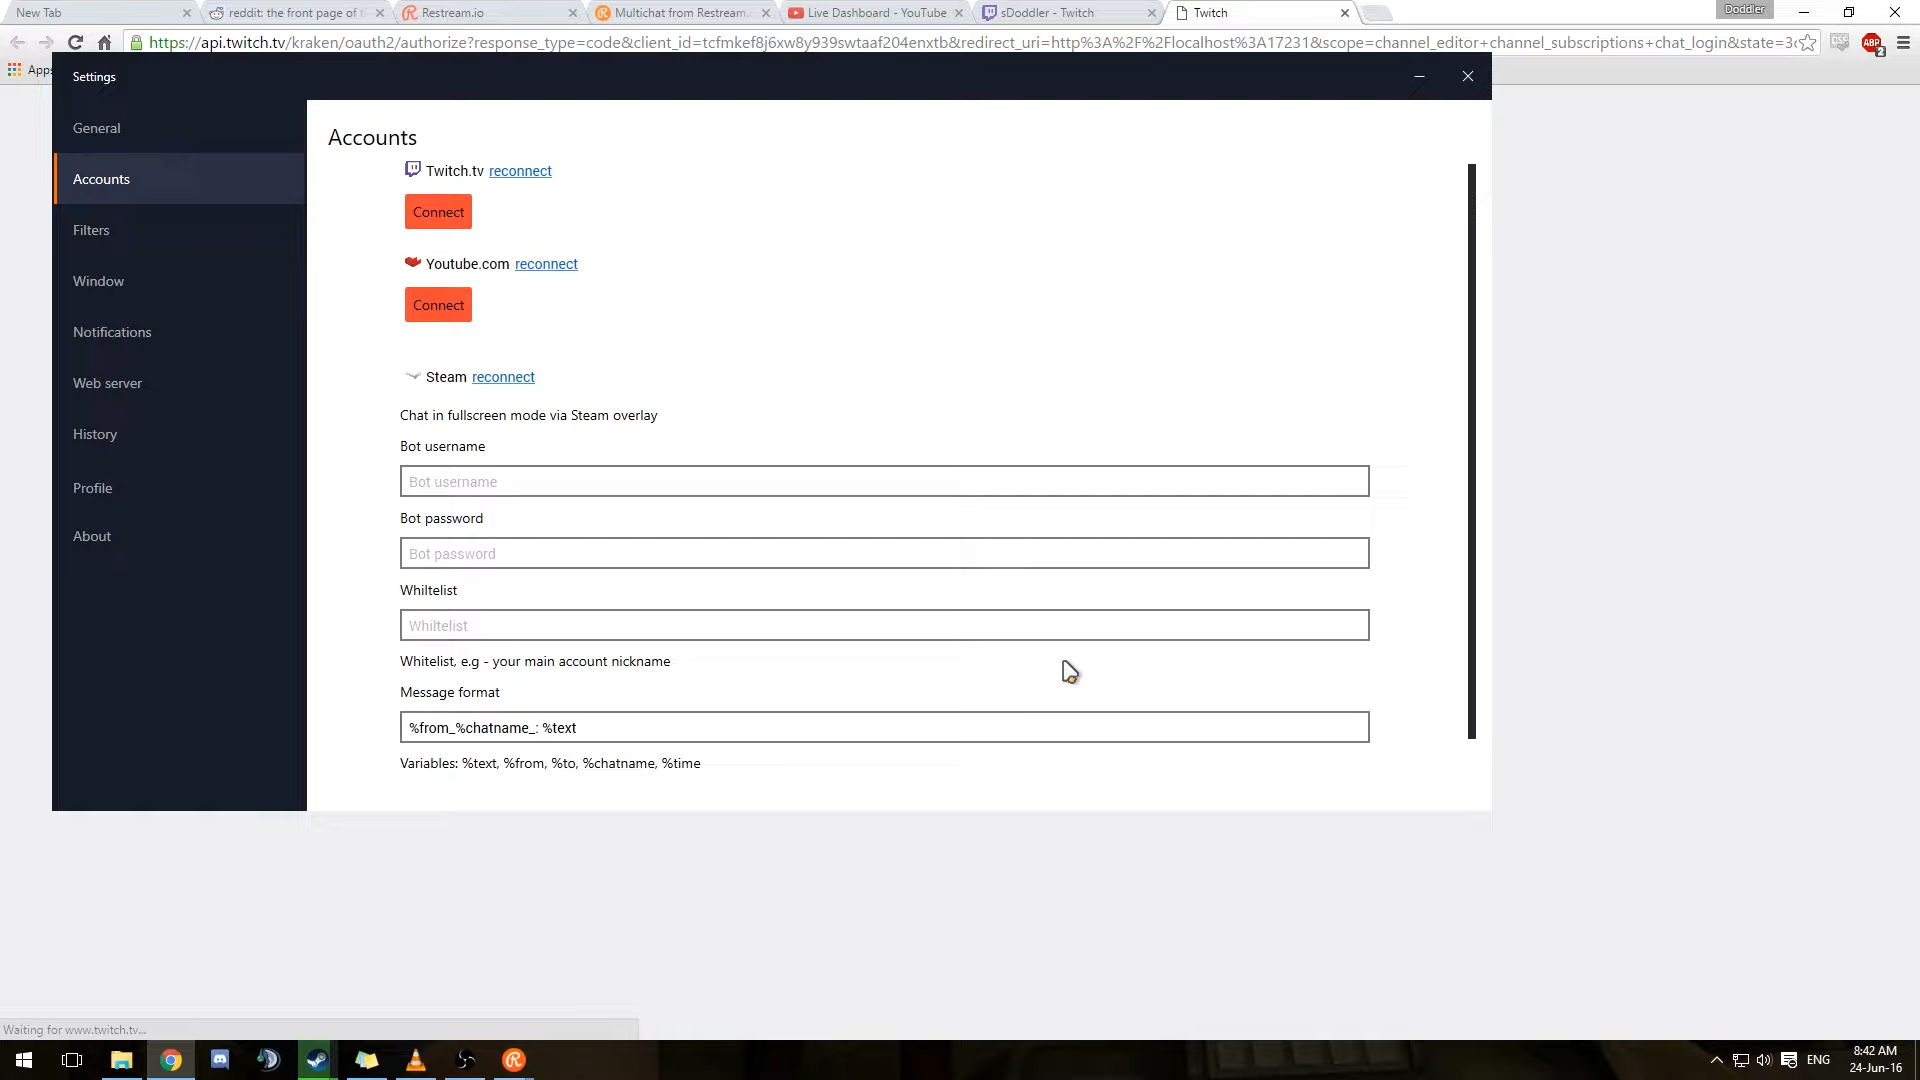 New Tab
reddit: the front page of t
Restream.io
Multichat from Restream.
Live Dashboard - YouTube
sDoddler - Twitch
Twitch
Doddler
https://api.twitch.tv/kraken/oauth2/authorize?response_type=code&client_id=tcfmkef8j6xw8y939swtaaf204enxtb&redirect_uri=http%3A%2F%2Flocalhost%3A17231&scope=channel_editor+channel_subscriptions+chat_login&state=3
ABP
2
Apps
Settings
General
Accounts
Filters
Window
Notifications
Web server
History
Profile
About
Accounts
Twitch.tv reconnect
Connect
Youtube.com reconnect
Connect
Steam reconnect
Chat in fullscreen mode via Steam overlay
Bot username
Bot username
Bot password
Bot password
Whiltelist
Whiltelist
Whitelist, e.g - your main account nickname
Message format
%from_%chatname_: %text
Variables: %text, %from, %to, %chatname, %time
Waiting for www.twitch.tv...
ENG
8:42 AM
24-Jun-16